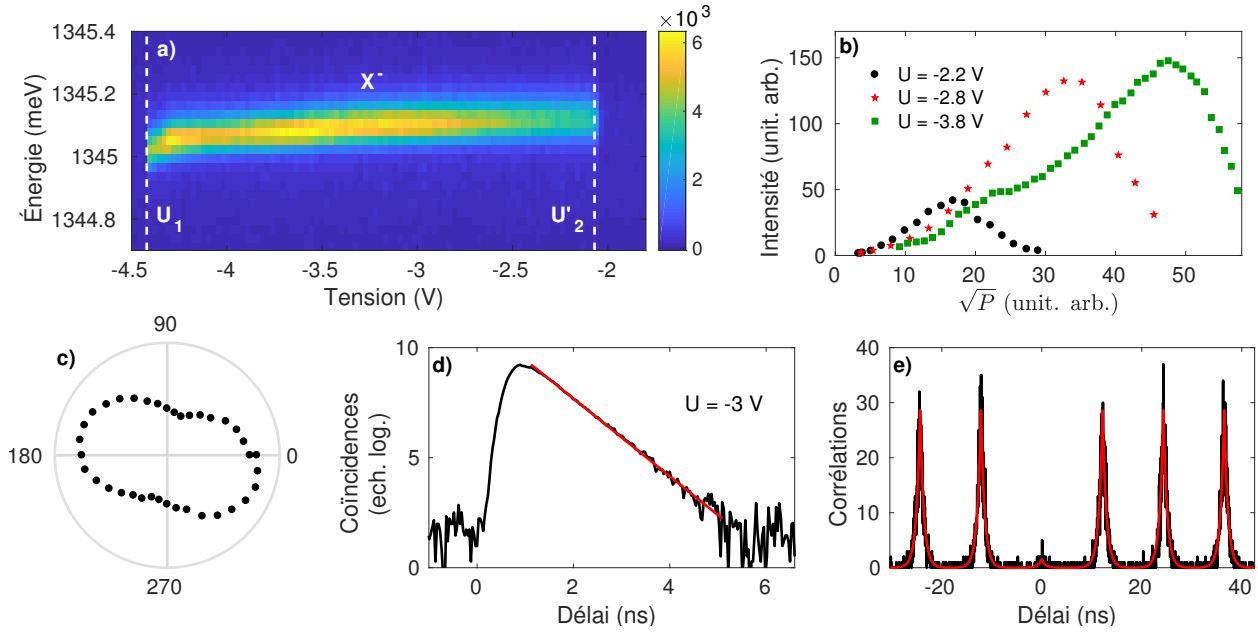 a)
X-
U1
U'2
1345.4
1345.2
1345
1344.8
Énergie (meV)
-4.5
-4
-3.5
-3
-2.5
-2
Tension (V)
×10³
6
4
2
0
b)
U = -2.2 V
U = -2.8 V
U = -3.8 V
150
100
50
0
Intensité (unit. arb.)
0
10
20
30
40
50
√P (unit. arb.)
c)
90
180
0
270
d)
U = -3 V
10
5
0
Coïncidences
(ech. log.)
0
2
4
6
Délai (ns)
e)
40
30
20
10
0
Corrélations
-20
0
20
40
Délai (ns)